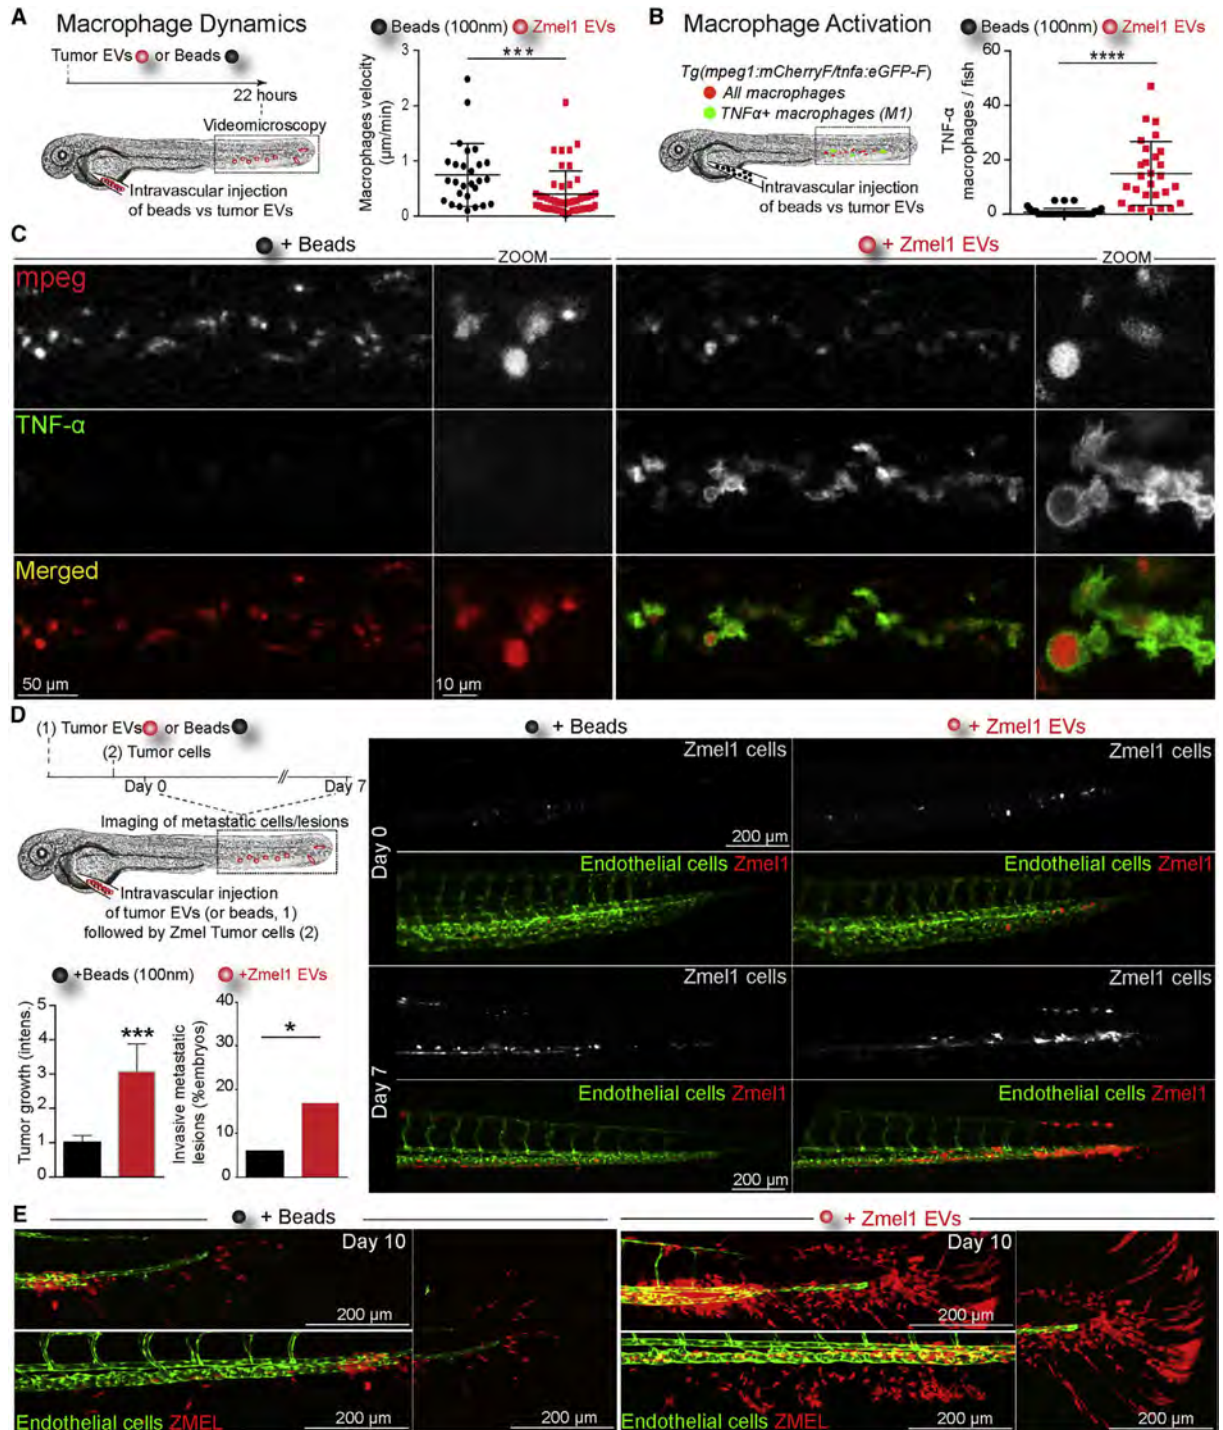 A
Macrophage Dynamics
Tumor EVs or Beads
22 hours
Videomicroscopy
Intravascular injection
of beads vs tumor EVs
Beads (100nm) Zmel1 EVs
***
Macrophages velocity
(µm/min)
3
2
1
0
B
Macrophage Activation
Tg(mpeg1:mCherryF/tnfa:eGFP-F)
All macrophages
TNFα+ macrophages (M1)
Intravascular injection
of beads vs tumor EVs
Beads (100nm) Zmel1 EVs
****
TNF-α
macrophages / fish
60
40
20
0
C
+ Beads
ZOOM
+ Zmel1 EVs
ZOOM
mpeg
TNF-α
Merged
50 µm
10 µm
D
(1) Tumor EVs or Beads
(2) Tumor cells
Day 0
Day 7
Imaging of metastatic cells/lesions
Intravascular injection
of tumor EVs (or beads, 1)
followed by Zmel Tumor cells (2)
+Beads (100nm) +Zmel1 EVs
Tumor growth (intens.)
5
4
3
2
1
0
***
Invasive metastatic
lesions (%embryos)
40
30
20
10
0
*
+ Beads
+ Zmel1 EVs
Day 0
Zmel1 cells
200 µm
Zmel1 cells
200 µm
Endothelial cells Zmel1
Endothelial cells Zmel1
Day 7
Zmel1 cells
Zmel1 cells
Endothelial cells Zmel1
200 µm
Endothelial cells Zmel1
200 µm
E
+ Beads
+ Zmel1 EVs
Day 10
200 µm
Endothelial cells ZMEL
200 µm
200 µm
Day 10
200 µm
Endothelial cells ZMEL
200 µm
200 µm